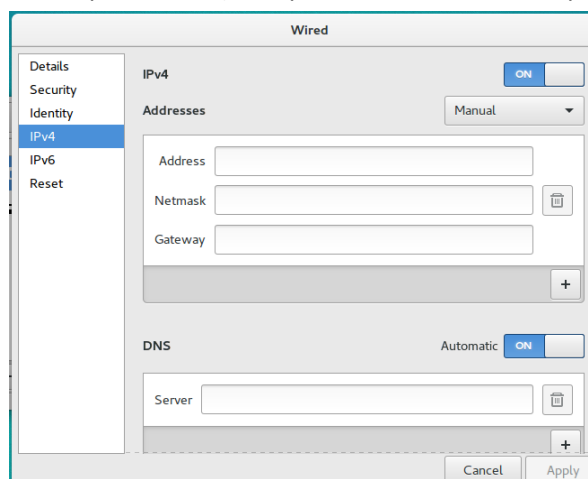 Wired
Details
Security
Identity
IPv4
IPv6
Reset
IPv4
ON
Addresses
Manual
Address
Netmask
Gateway
+
DNS
Automatic ON
Server
+
Cancel
Apply